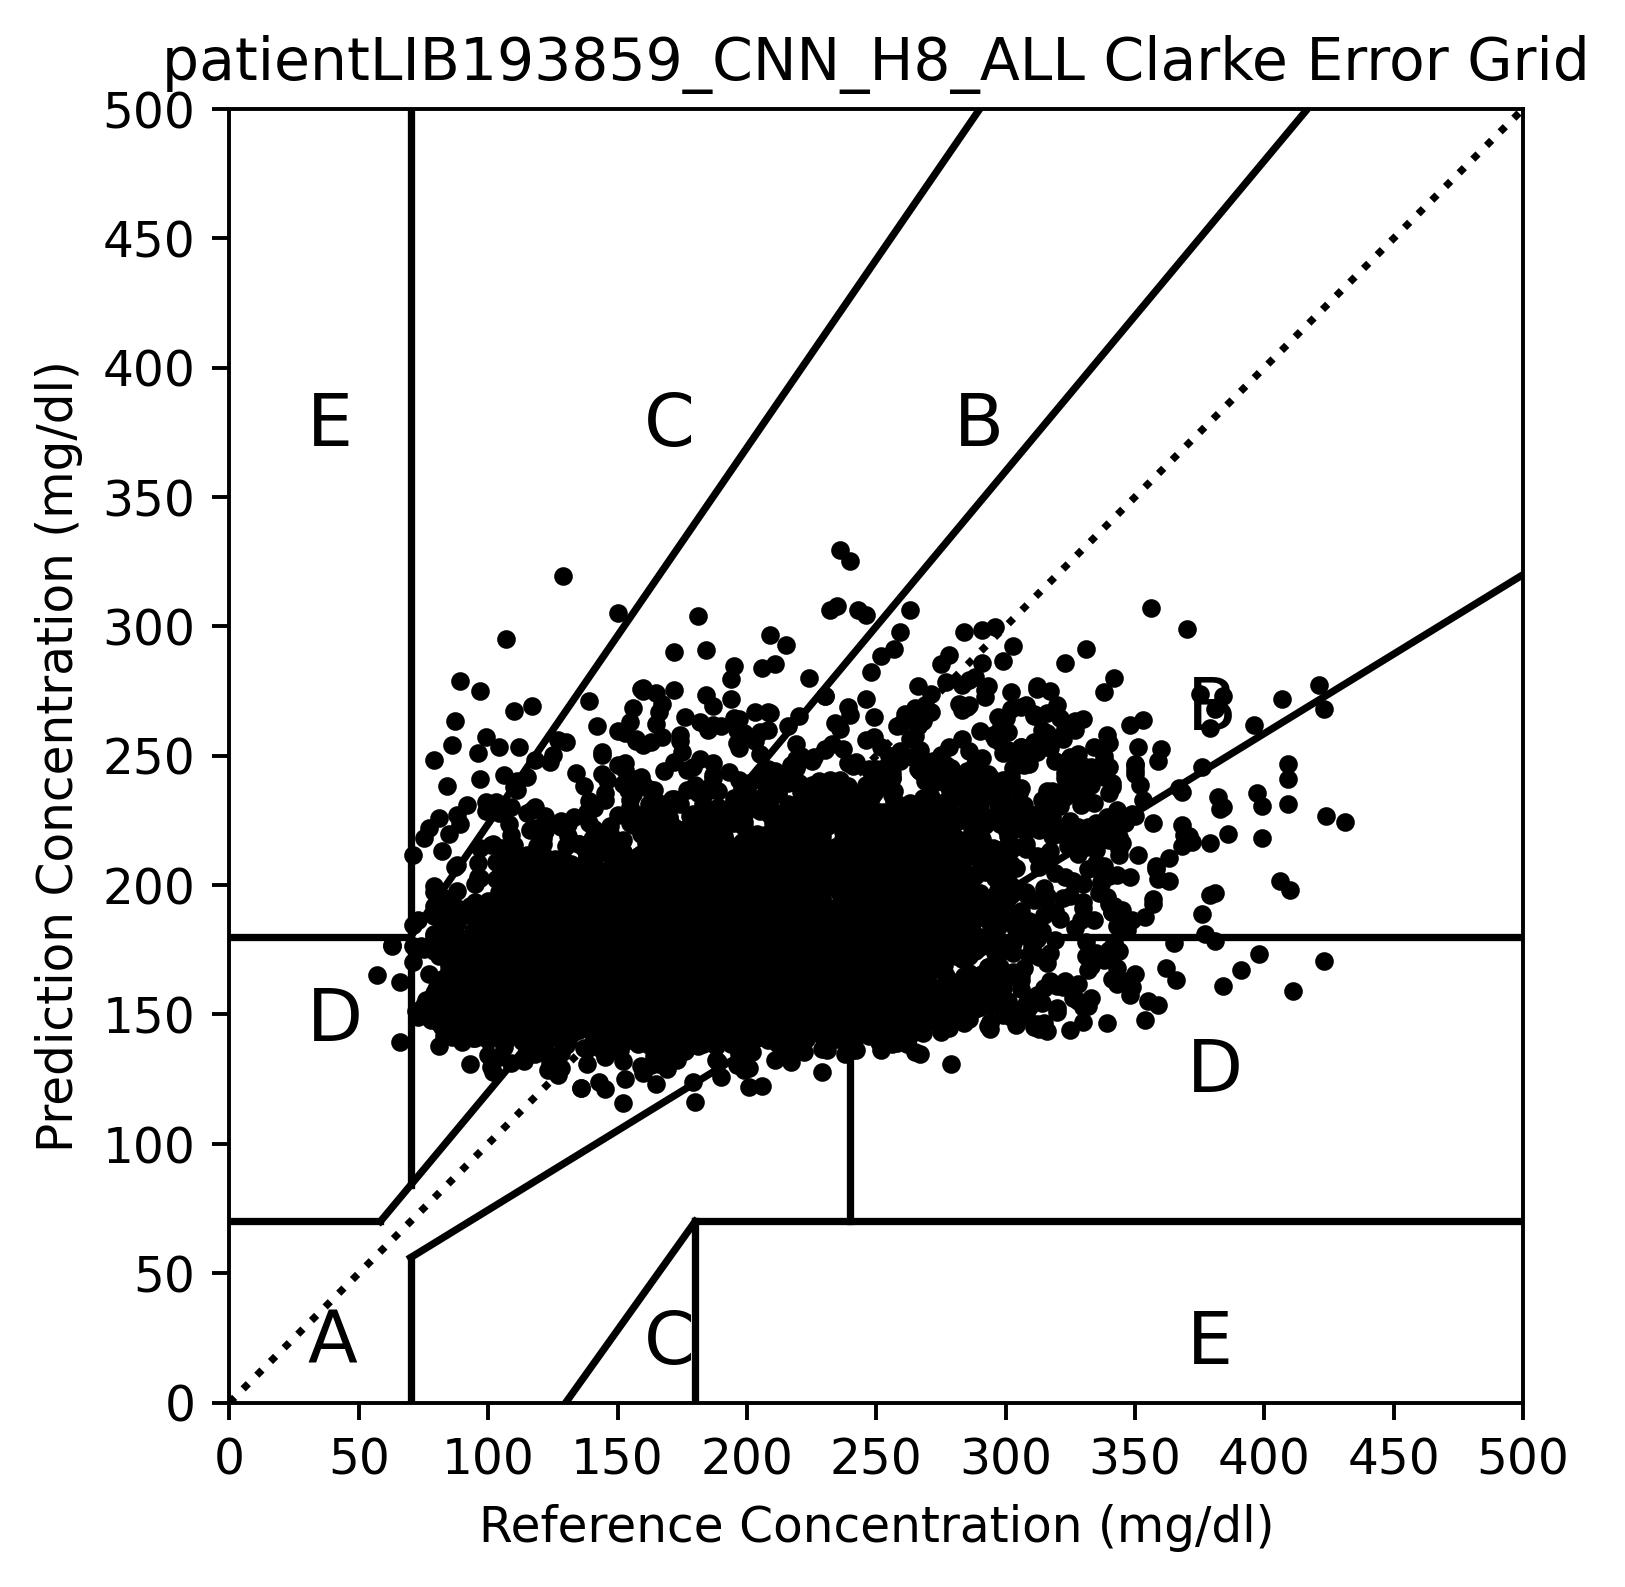 patientLIB193859_CNN_H8_ALL Clarke Error Grid
500
450
400
350
300
250
200
150
100
50
0
Prediction Concentration (mg/dl)
E
C
B
B
D
D
A
C
E
0 50 100 150 200 250 300 350 400 450 500
Reference Concentration (mg/dl)